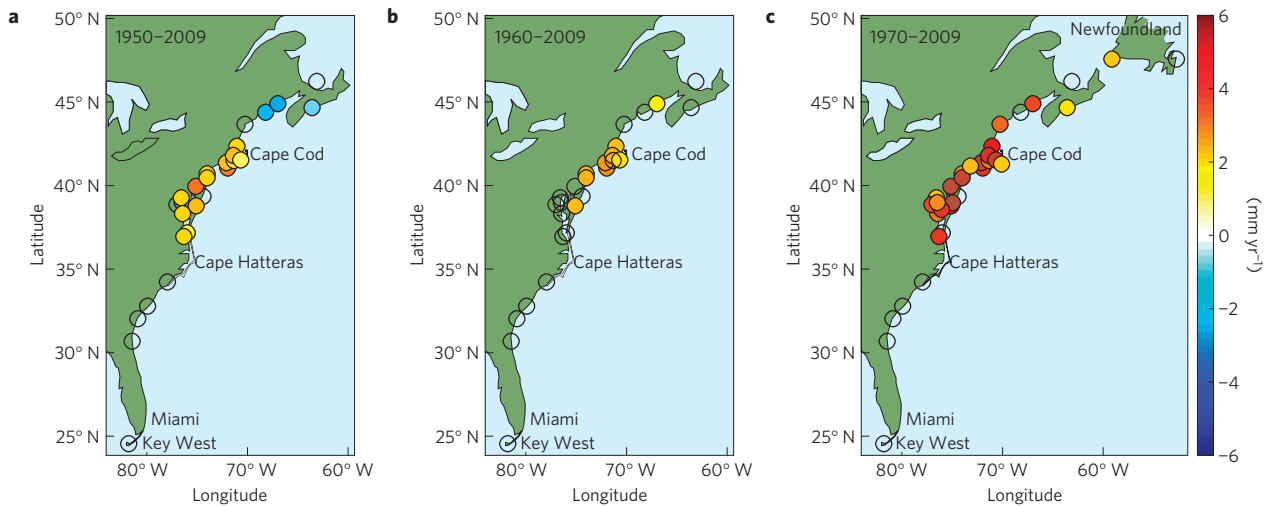 a
50° N
45° N
40° N
35° N
30° N
25° N
Latitude
1950–2009
Cape Cod
Cape Hatteras
Miami
Key West
80° W
70° W
60° W
Longitude
b
50° N
45° N
40° N
35° N
30° N
25° N
Latitude
1960–2009
Cape Cod
Cape Hatteras
Miami
Key West
80° W
70° W
60° W
Longitude
c
50° N
45° N
40° N
35° N
30° N
25° N
Latitude
1970–2009
Newfoundland
Cape Cod
Cape Hatteras
Miami
Key West
80° W
70° W
60° W
Longitude
6
4
2
0
−2
−4
−6
(mm yr⁻¹)